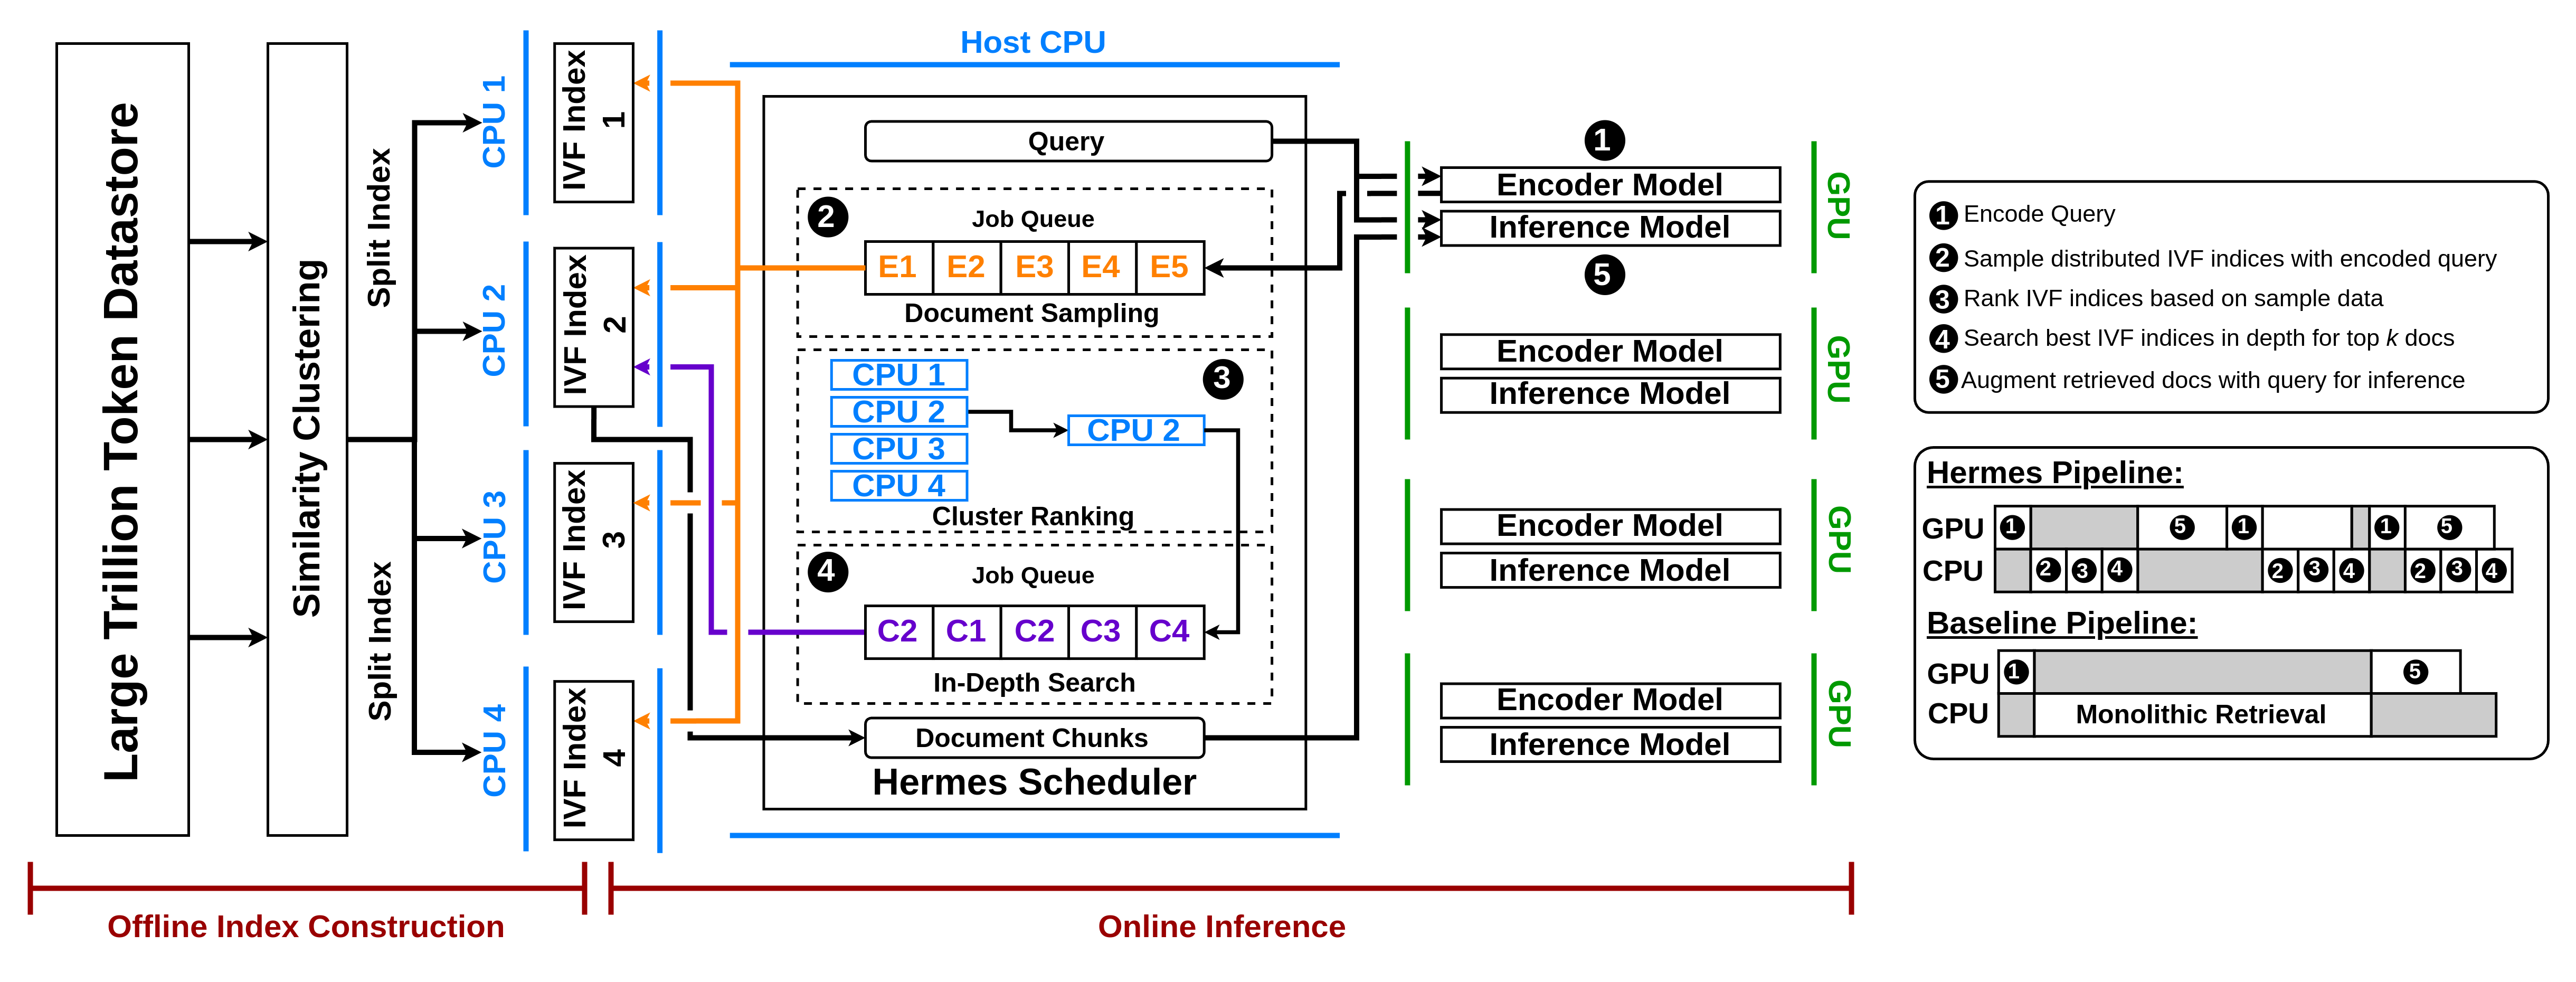 Large Trillion Token Datastore
Similarity Clustering
Split Index
Split Index
CPU 1
CPU 2
CPU 3
CPU 4
IVF Index
1
IVF Index
2
IVF Index
3
IVF Index
4
Host CPU
Query
2
Job Queue
E1 E2 E3 E4 E5
Document Sampling
3
CPU 1
CPU 2
CPU 3
CPU 4
CPU 2
Cluster Ranking
4
Job Queue
C2 C1 C2 C3 C4
In-Depth Search
Document Chunks
Hermes Scheduler
1
Encoder Model
Inference Model
5
GPU
Encoder Model
Inference Model
GPU
Encoder Model
Inference Model
GPU
Encoder Model
Inference Model
GPU
1 Encode Query
2 Sample distributed IVF indices with encoded query
3 Rank IVF indices based on sample data
4 Search best IVF indices in depth for top k docs
5 Augment retrieved docs with query for inference
Hermes Pipeline:
GPU 1 5 1 1 5
CPU 2 3 4 2 3 4 2 3 4
Baseline Pipeline:
GPU 1 5
CPU Monolithic Retrieval
Offline Index Construction
Online Inference